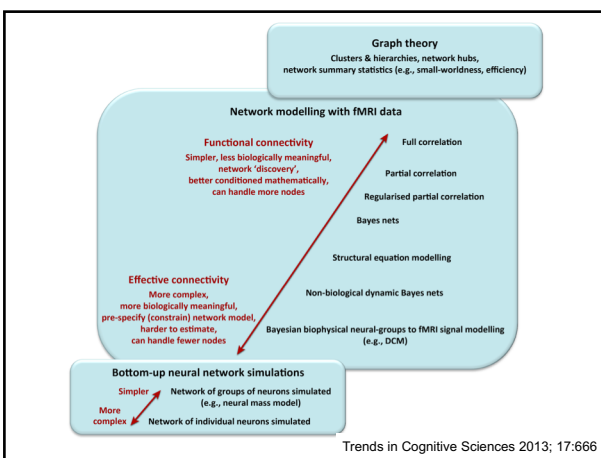 Graph theory
Clusters & hierarchies, network hubs,
network summary statistics (e.g., small-worldness, efficiency)
Network modelling with fMRI data
Functional connectivity
Simpler, less biologically meaningful,
network ‘discovery’,
better conditioned mathematically,
can handle more nodes
Full correlation
Partial correlation
Regularised partial correlation
Bayes nets
Structural equation modelling
Effective connectivity
More complex,
more biologically meaningful,
pre-specify (constrain) network model,
harder to estimate,
can handle fewer nodes
Non-biological dynamic Bayes nets
Bayesian biophysical neural-groups to fMRI signal modelling
(e.g., DCM)
Bottom-up neural network simulations
Simpler
Network of groups of neurons simulated
(e.g., neural mass model)
More
complex
Network of individual neurons simulated
Trends in Cognitive Sciences 2013; 17:666